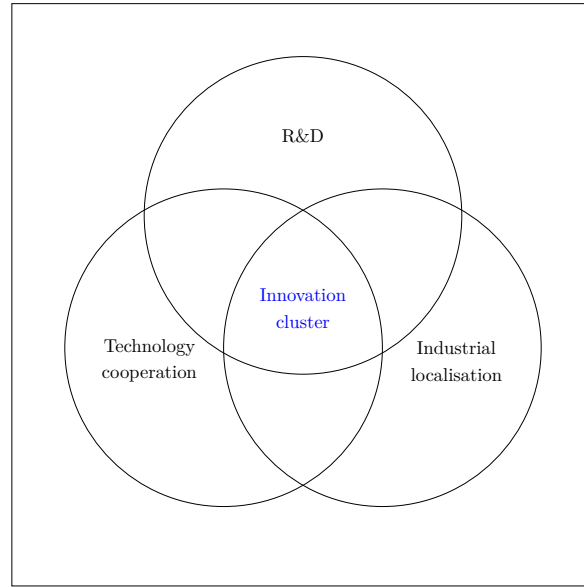 R&D
Innovation
cluster
Technology
cooperation
Industrial
localisation